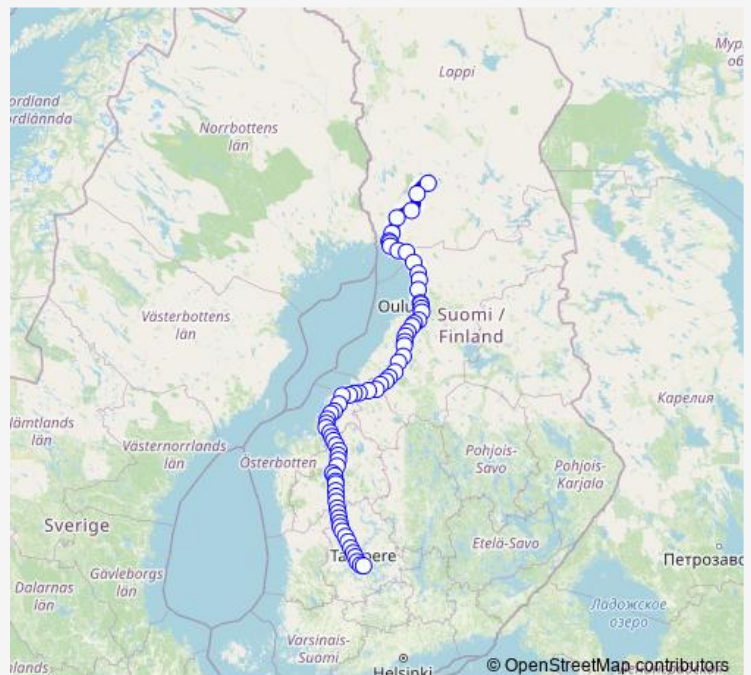 Lappi
Мур
об
ordland
ordlánnda
Norrbottens
län
Västerbottens
län
Oulu
Suomi /
Finland
ämtlands
län
Västernorrlands
län
Österbotten
Pohjois-
Savo
Pohjois-
Karjala
Карелия
Sverige
Tampere
Etelä-Savo
Петрозаво
Gävleborgs
län
Dalarnas
län
Ладожское
озеро
Varsinais-
Suomi
Helsinki
© OpenStreetMap contributors